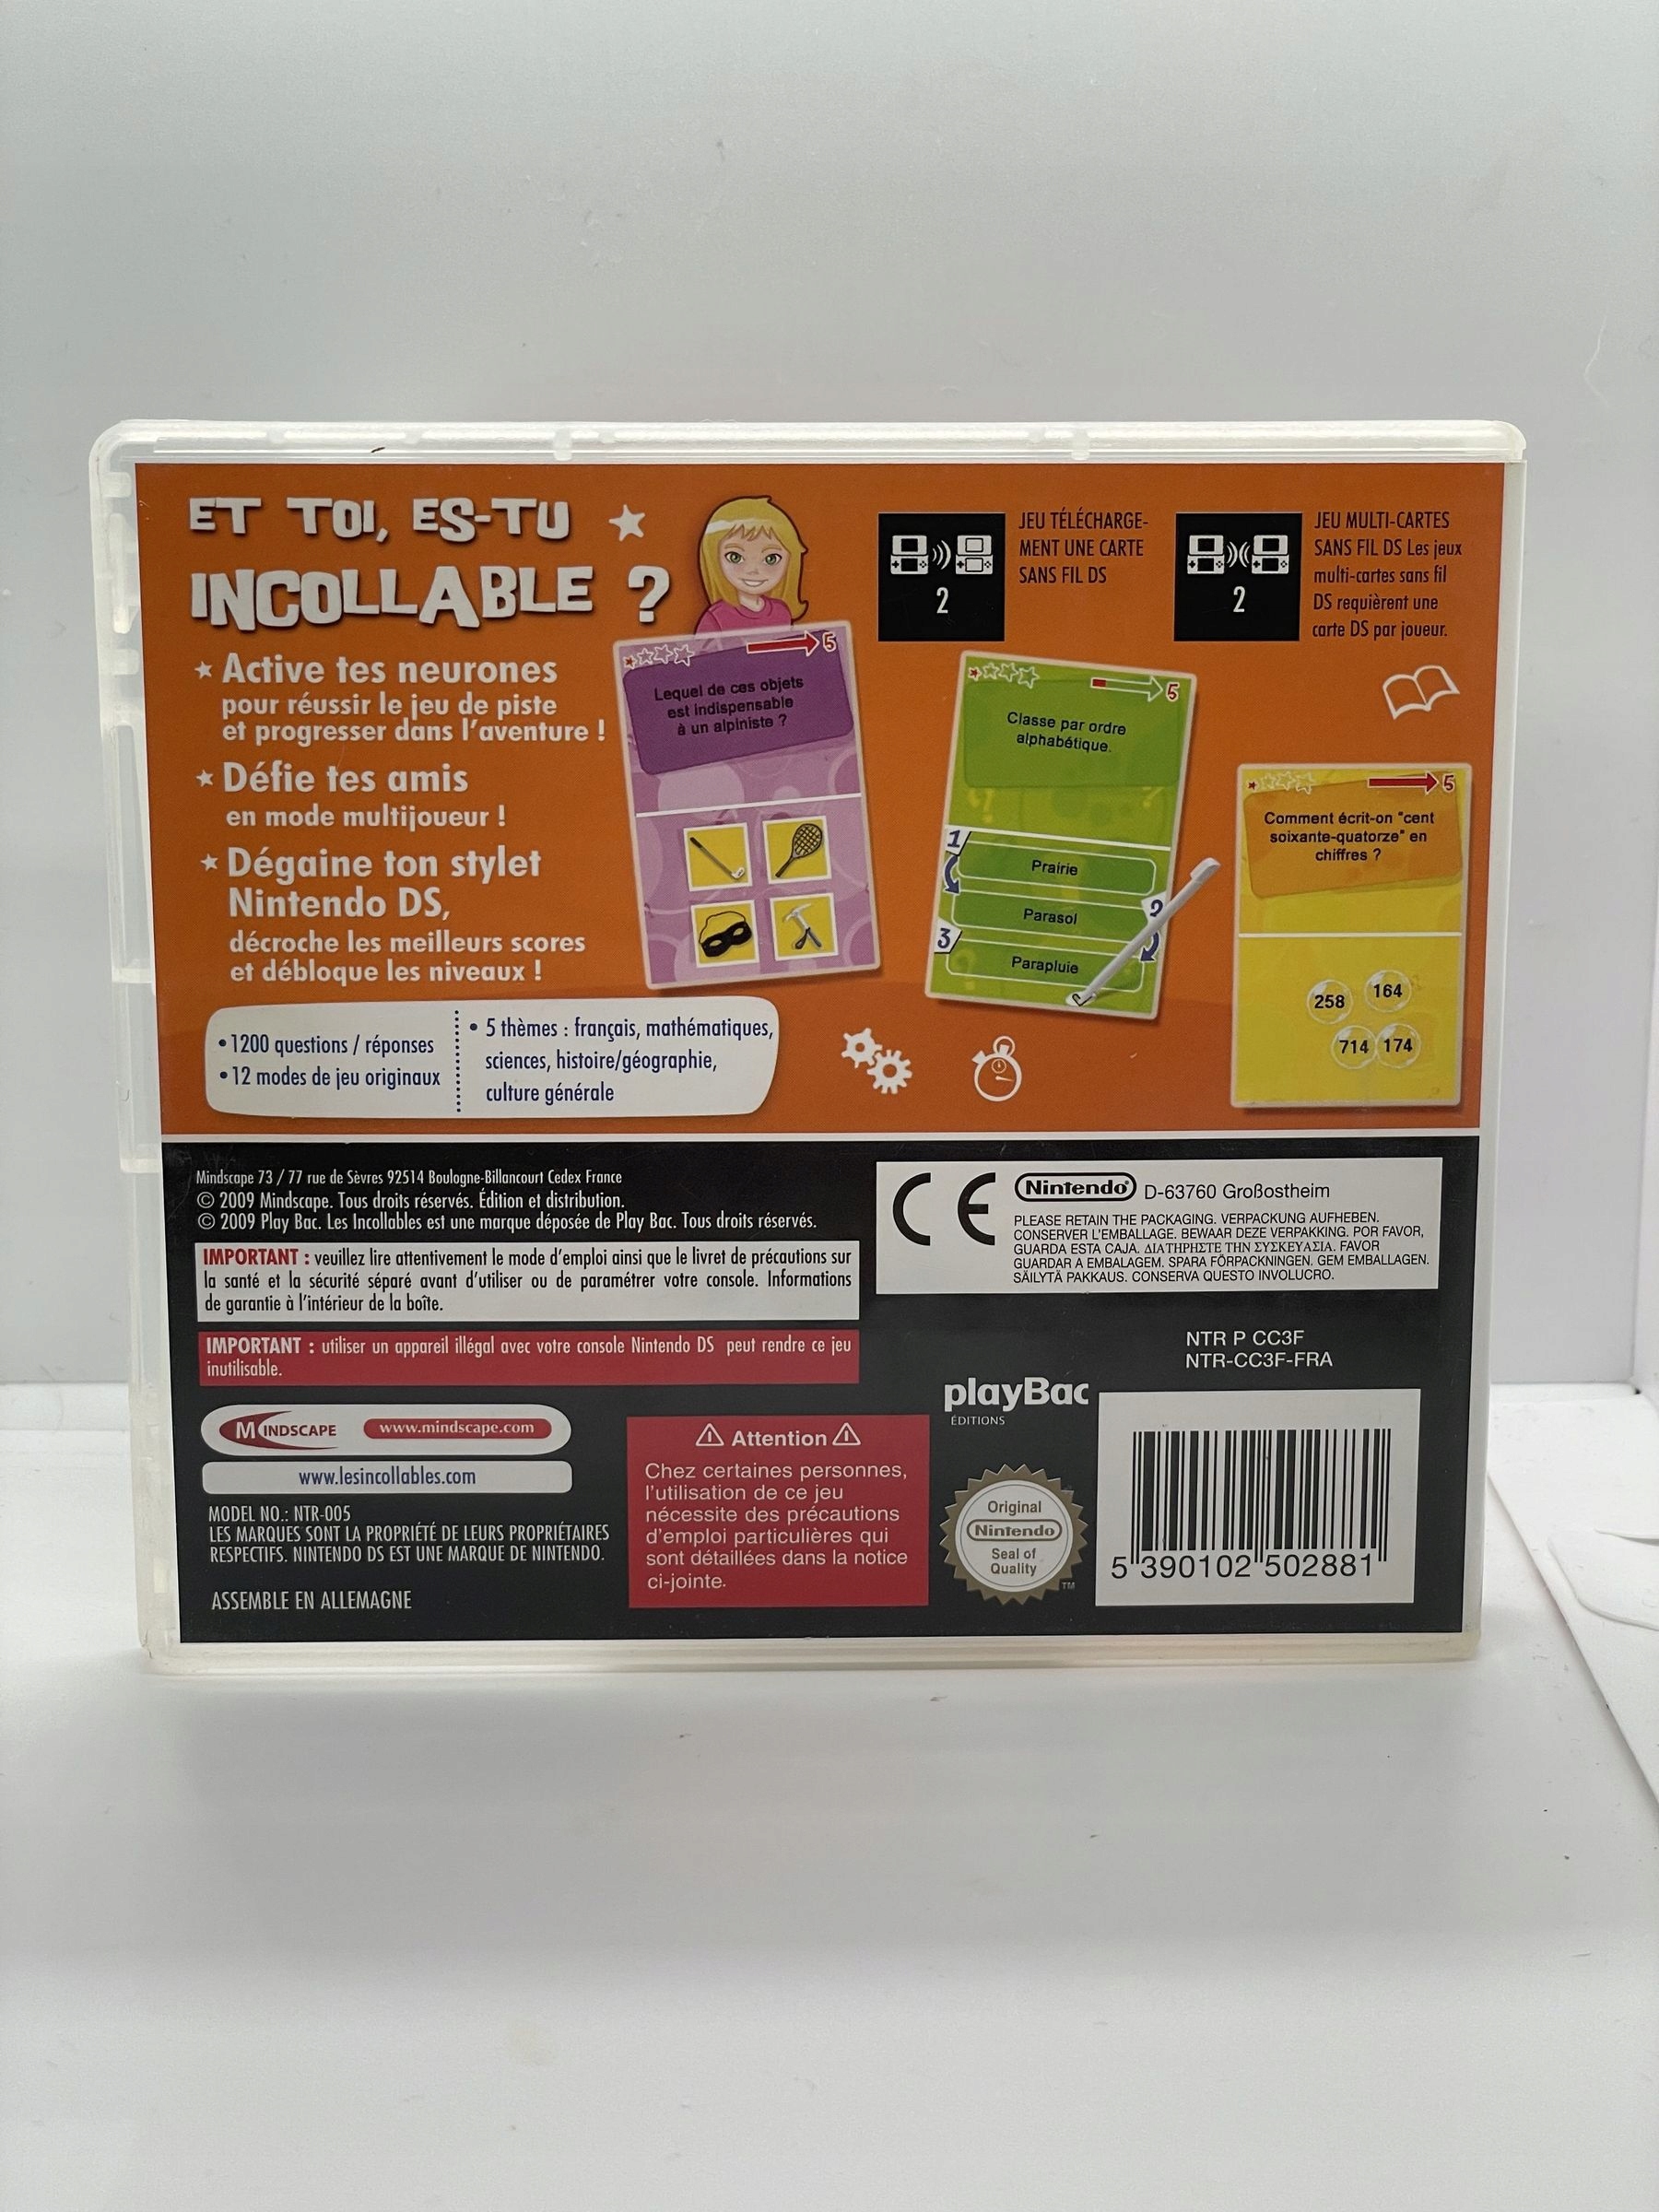 ET TOI, ES-TU
INCOLLABLE ?
Active tes neurones
pour réussir le jeu de piste
et progresser dans l'aventure !
Défie tes amis
en mode multijoueur !
Dégaine ton stylet
Nintendo DS,
décroche les meilleurs scores
et débloque les niveaux !
• 1200 questions / réponses
• 12 modes de jeu originaux
• 5 thèmes : français, mathématiques,
sciences, histoire/géographie,
culture générale
2
JEU TÉLÉCHARGE-
MENT UNE CARTE
SANS FIL DS
2
JEU MULTI-CARTES
SANS FIL DS Les jeux
multi-cartes sans fil
DS requièrent une
carte DS par joueur.
5
Lequel de ces objets
est indispensable
à un alpiniste ?
5
Classe par ordre
alphabétique.
1
Prairie
2
Parasol
3
Parapluie
5
Comment écrit-on "cent
soixante-quatorze" en
chiffres ?
258
164
714
174
Mindscape 73 / 77 rue de Sèvres 92514 Boulogne-Billancourt Cedex France
© 2009 Mindscape. Tous droits réservés. Édition et distribution.
© 2009 Play Bac. Les Incollables est une marque déposée de Play Bac. Tous droits réservés.
IMPORTANT : veuillez lire attentivement le mode d'emploi ainsi que le livret de précautions sur
la santé et la sécurité séparé avant d'utiliser ou de paramétrer votre console. Informations
de garantie à l'intérieur de la boîte.
IMPORTANT : utiliser un appareil illégal avec votre console Nintendo DS peut rendre ce jeu
inutilisable.
MINDSCAPE
www.mindscape.com
www.lesincollables.com
MODEL NO.: NTR-005
LES MARQUES SONT LA PROPRIÉTÉ DE LEURS PROPRIÉTAIRES
RESPECTIFS. NINTENDO DS EST UNE MARQUE DE NINTENDO.
ASSEMBLE EN ALLEMAGNE
⚠ Attention ⚠
Chez certaines personnes,
l'utilisation de ce jeu
nécessite des précautions
d'emploi particulières qui
sont détaillées dans la notice
ci-jointe.
CE
Nintendo® D-63760 Großostheim
PLEASE RETAIN THE PACKAGING. VERPACKUNG AUFHEBEN.
CONSERVER L'EMBALLAGE. BEWAAR DEZE VERPAKKING. POR FAVOR,
GUARDA ESTA CAJA. ΔΙΑΤΗΡΗΣΤΕ ΤΗΝ ΣΥΣΚΕΥΑΣΙΑ. FAVOR
GUARDAR A EMBALAGEM. SPARA FÖRPACKNINGEN. GEM EMBALLAGEN.
SÄILYTÄ PAKKAUS. CONSERVA QUESTO INVOLUCRO.
NTR P CC3F
NTR-CC3F-FRA
playBac
ÉDITIONS
Original
Nintendo
Seal of
Quality
TM
5 390102 502881